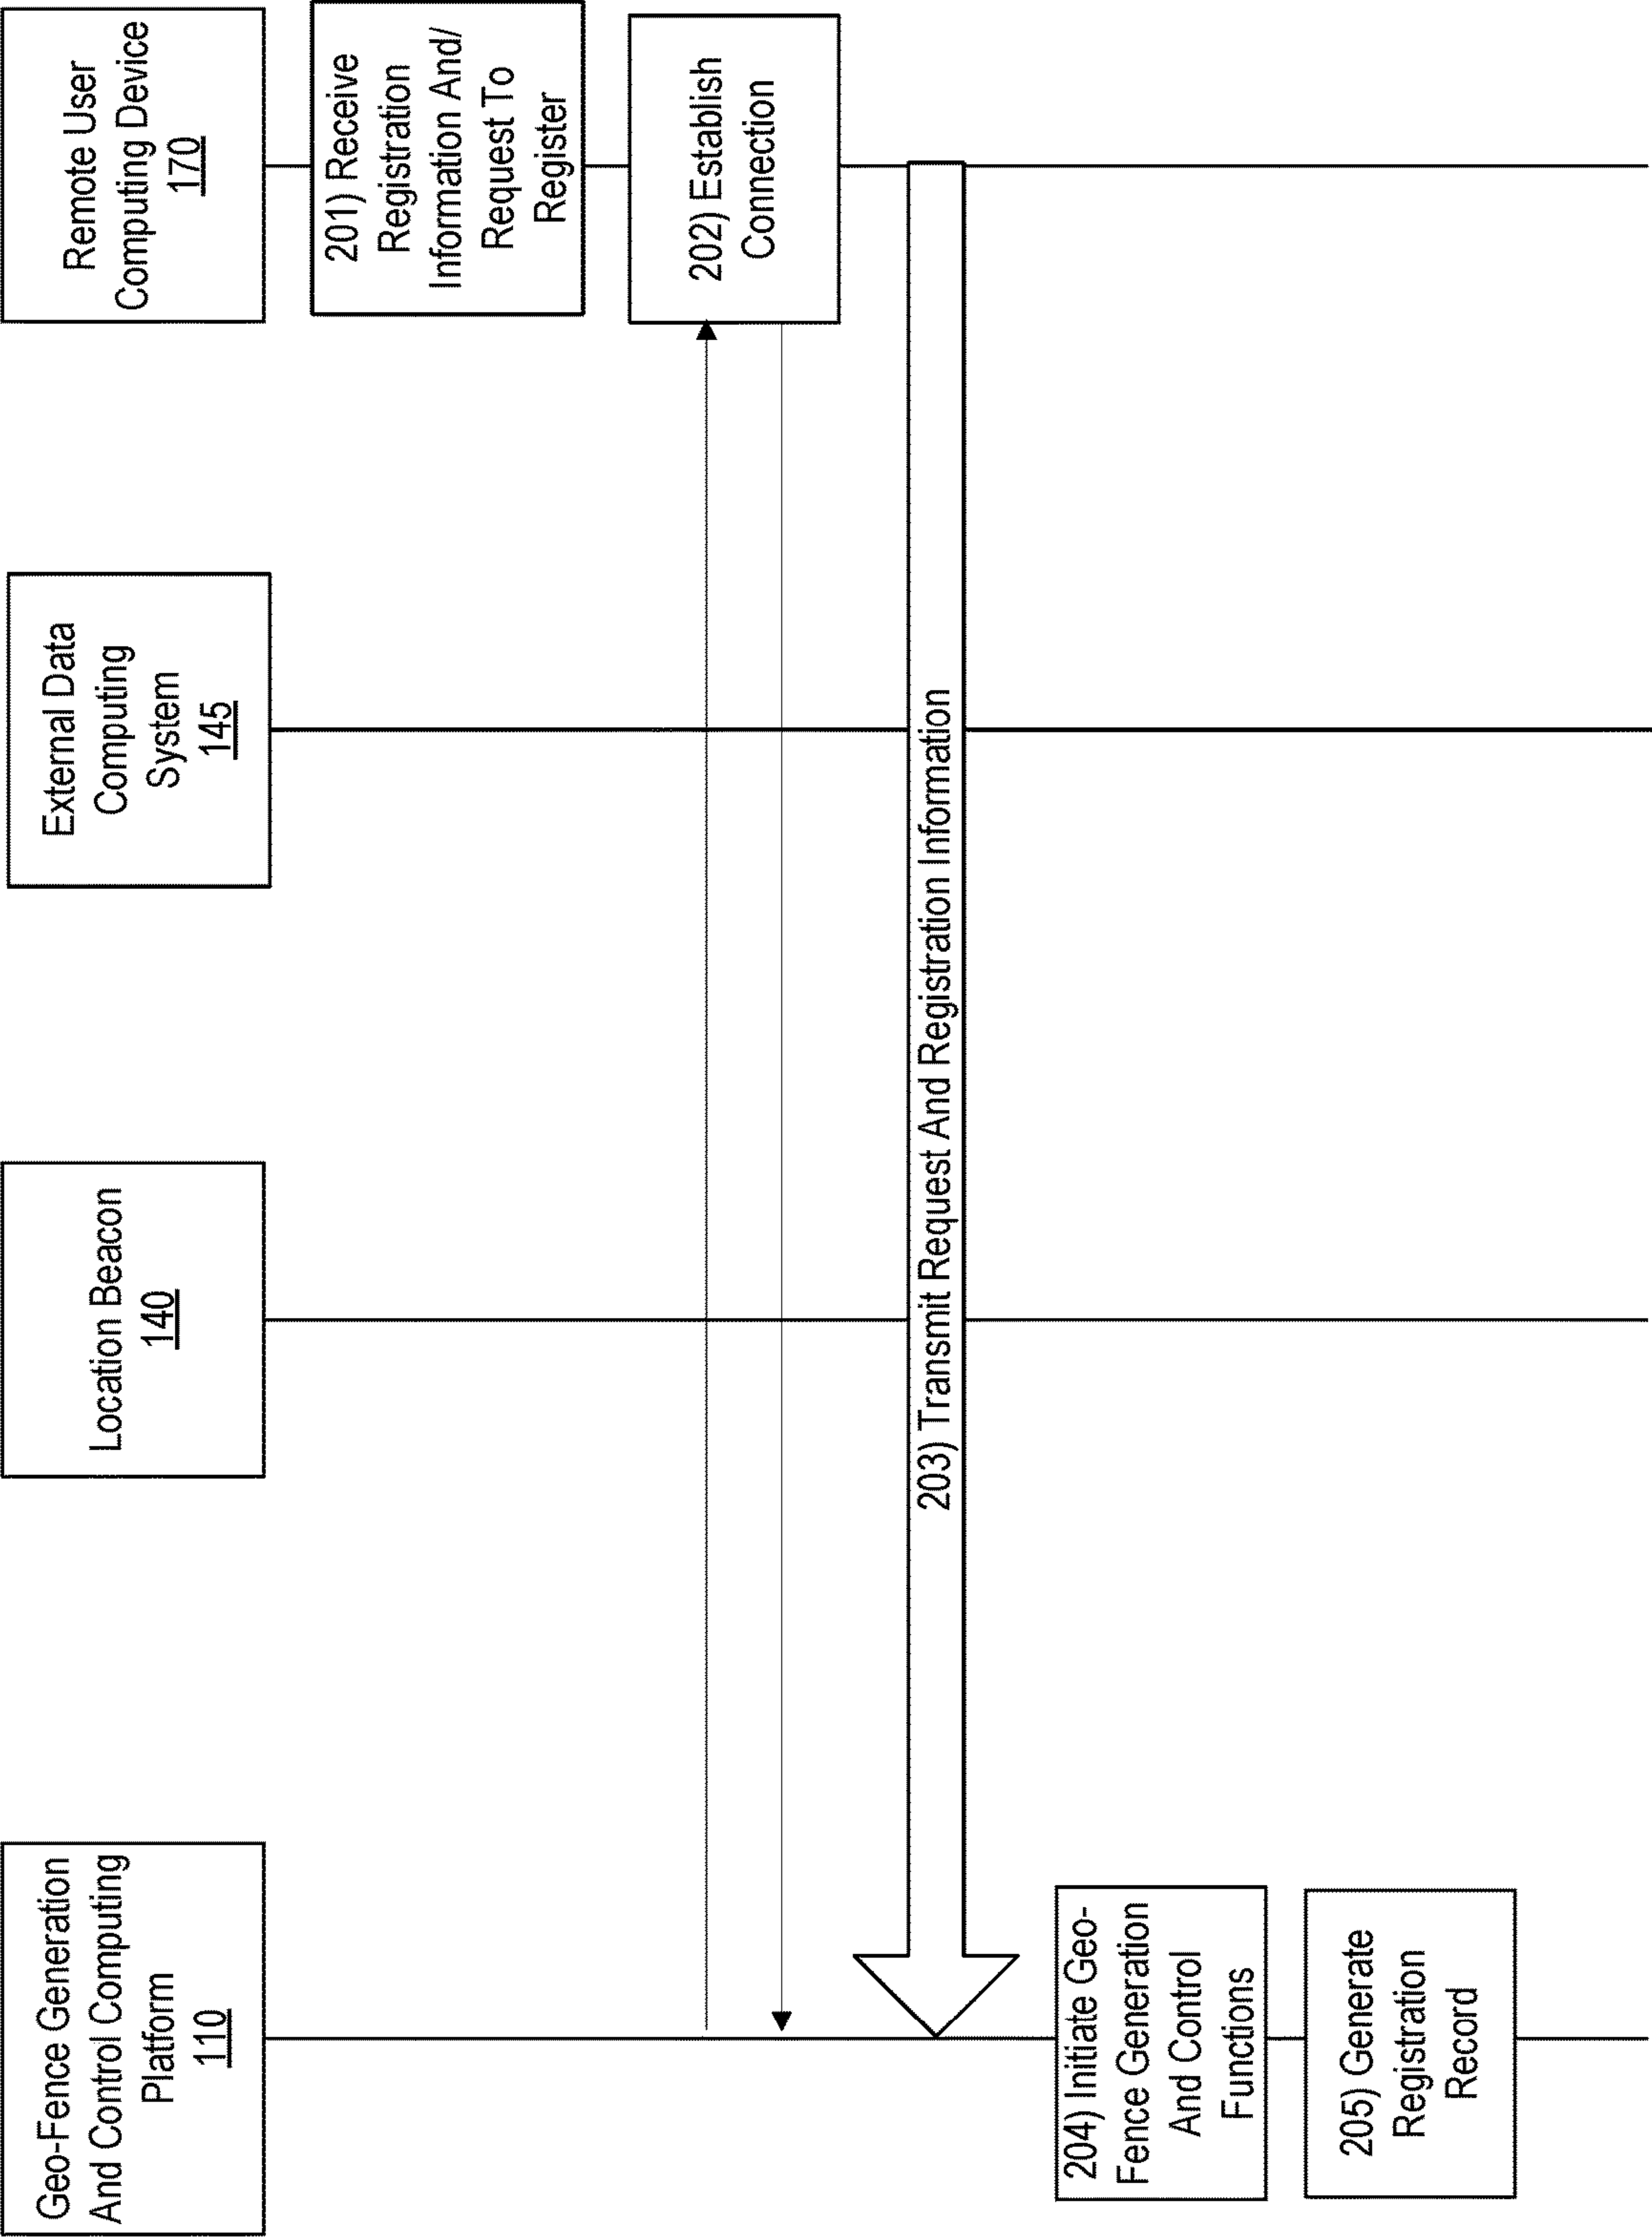 Geo-Fence Generation
And Control Computing
Platform
110
Location Beacon
140
External Data
Computing
System
145
Remote User
Computing Device
170
201) Receive
Registration
Information And/
Request To
Register
202) Establish
Connection
203) Transmit Request And Registration Information
204) Initiate Geo-
Fence Generation
And Control
Functions
205) Generate
Registration
Record